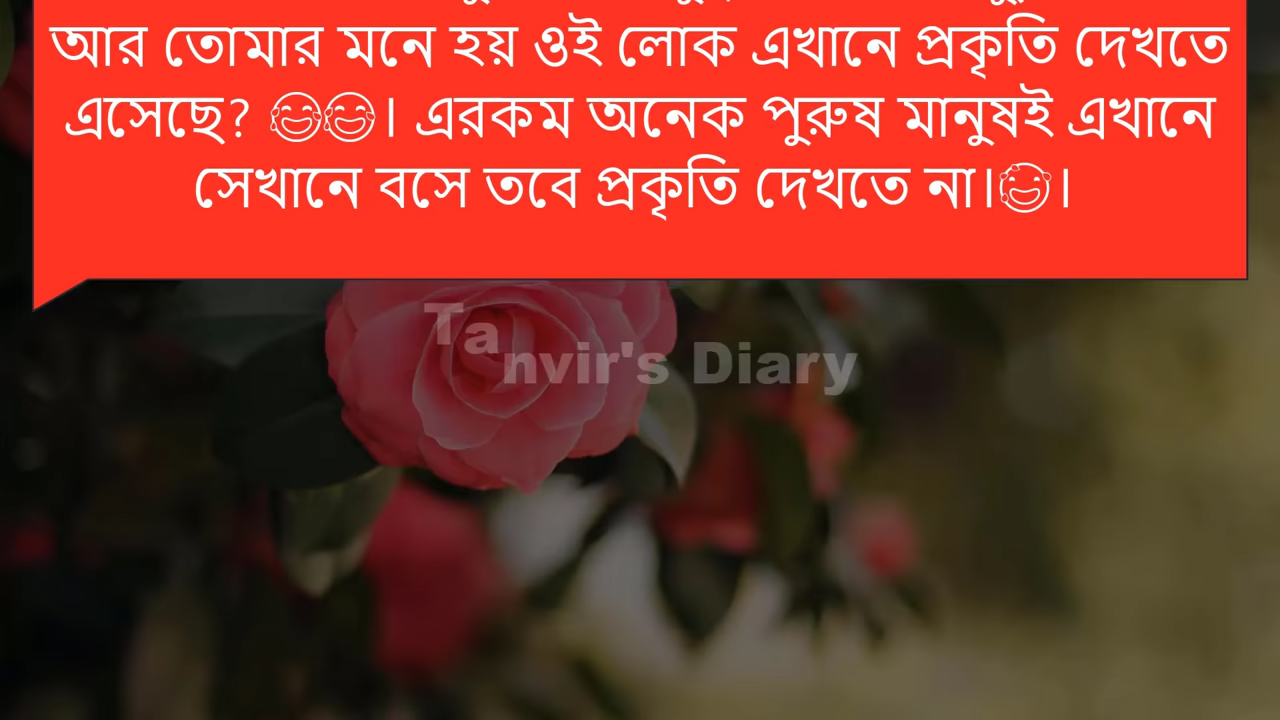 আর তোমার মনে হয় ওই লোক এখানে প্রকৃতি দেখতে
এসেছে? 😂😂। এরকম অনেক পুরুষ মানুষই এখানে
সেখানে বসে তবে প্রকৃতি দেখতে না।😅।
Tanvir's Diary